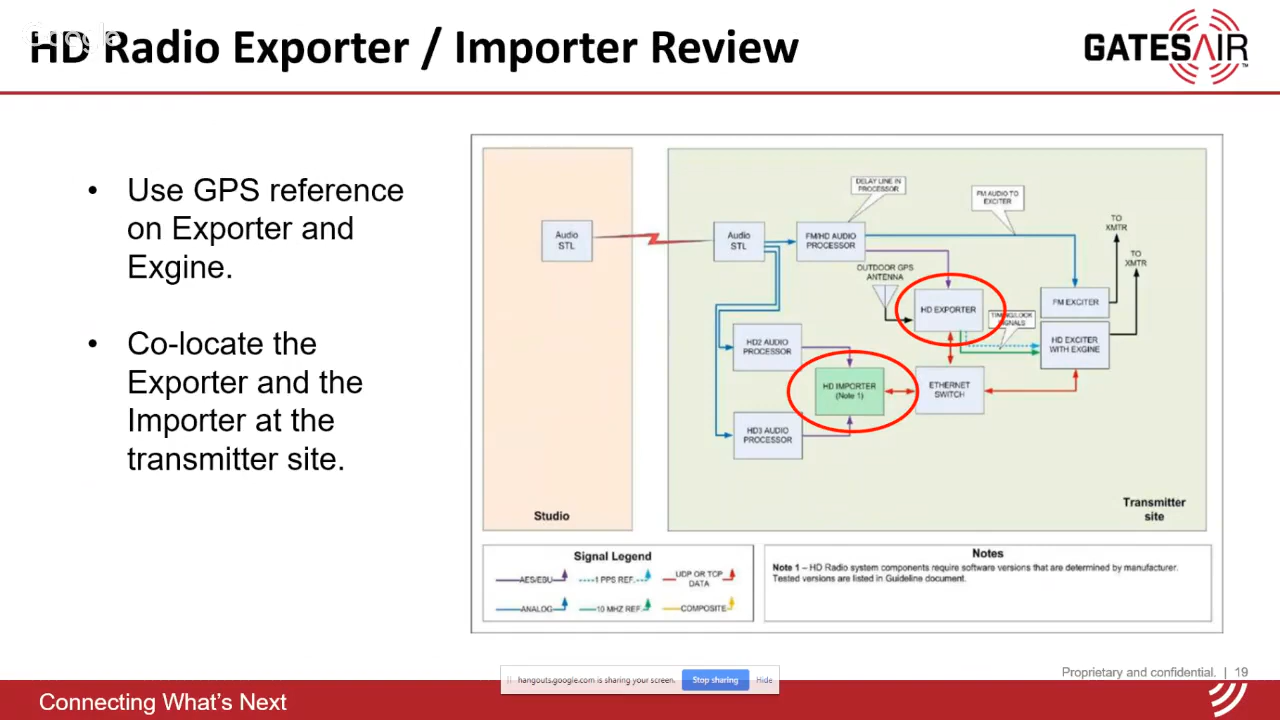 Google
HD Radio Exporter / Importer Review
GATESAIR™
• Use GPS reference
on Exporter and
Exgine.
• Co-locate the
Exporter and the
Importer at the
transmitter site.
Audio
STL
Audio
STL
FM/HD AUDIO
PROCESSOR
DELAY LINE IN
PROCESSOR
FM AUDIO TO
EXCITER
TO
XMTR
TO
XMTR
OUTDOOR GPS
ANTENNA
HD EXPORTER
TIMING/LOCK
SIGNALS
FM EXCITER
HD EXCITER
WITH EXGINE
HD2 AUDIO
PROCESSOR
HD IMPORTER
(Note 1)
ETHERNET
SWITCH
HD3 AUDIO
PROCESSOR
Studio
Transmitter
site
Signal Legend
AES/EBU
1 PPS REF.
UDP OR TCP
DATA
ANALOG
10 MHZ REF.
COMPOSITE
Notes
Note 1 – HD Radio system components require software versions that are determined by manufacturer.
Tested versions are listed in Guideline document.
Proprietary and confidential. | 19
hangouts.google.com is sharing your screen.
Stop sharing
Hide
Connecting What's Next